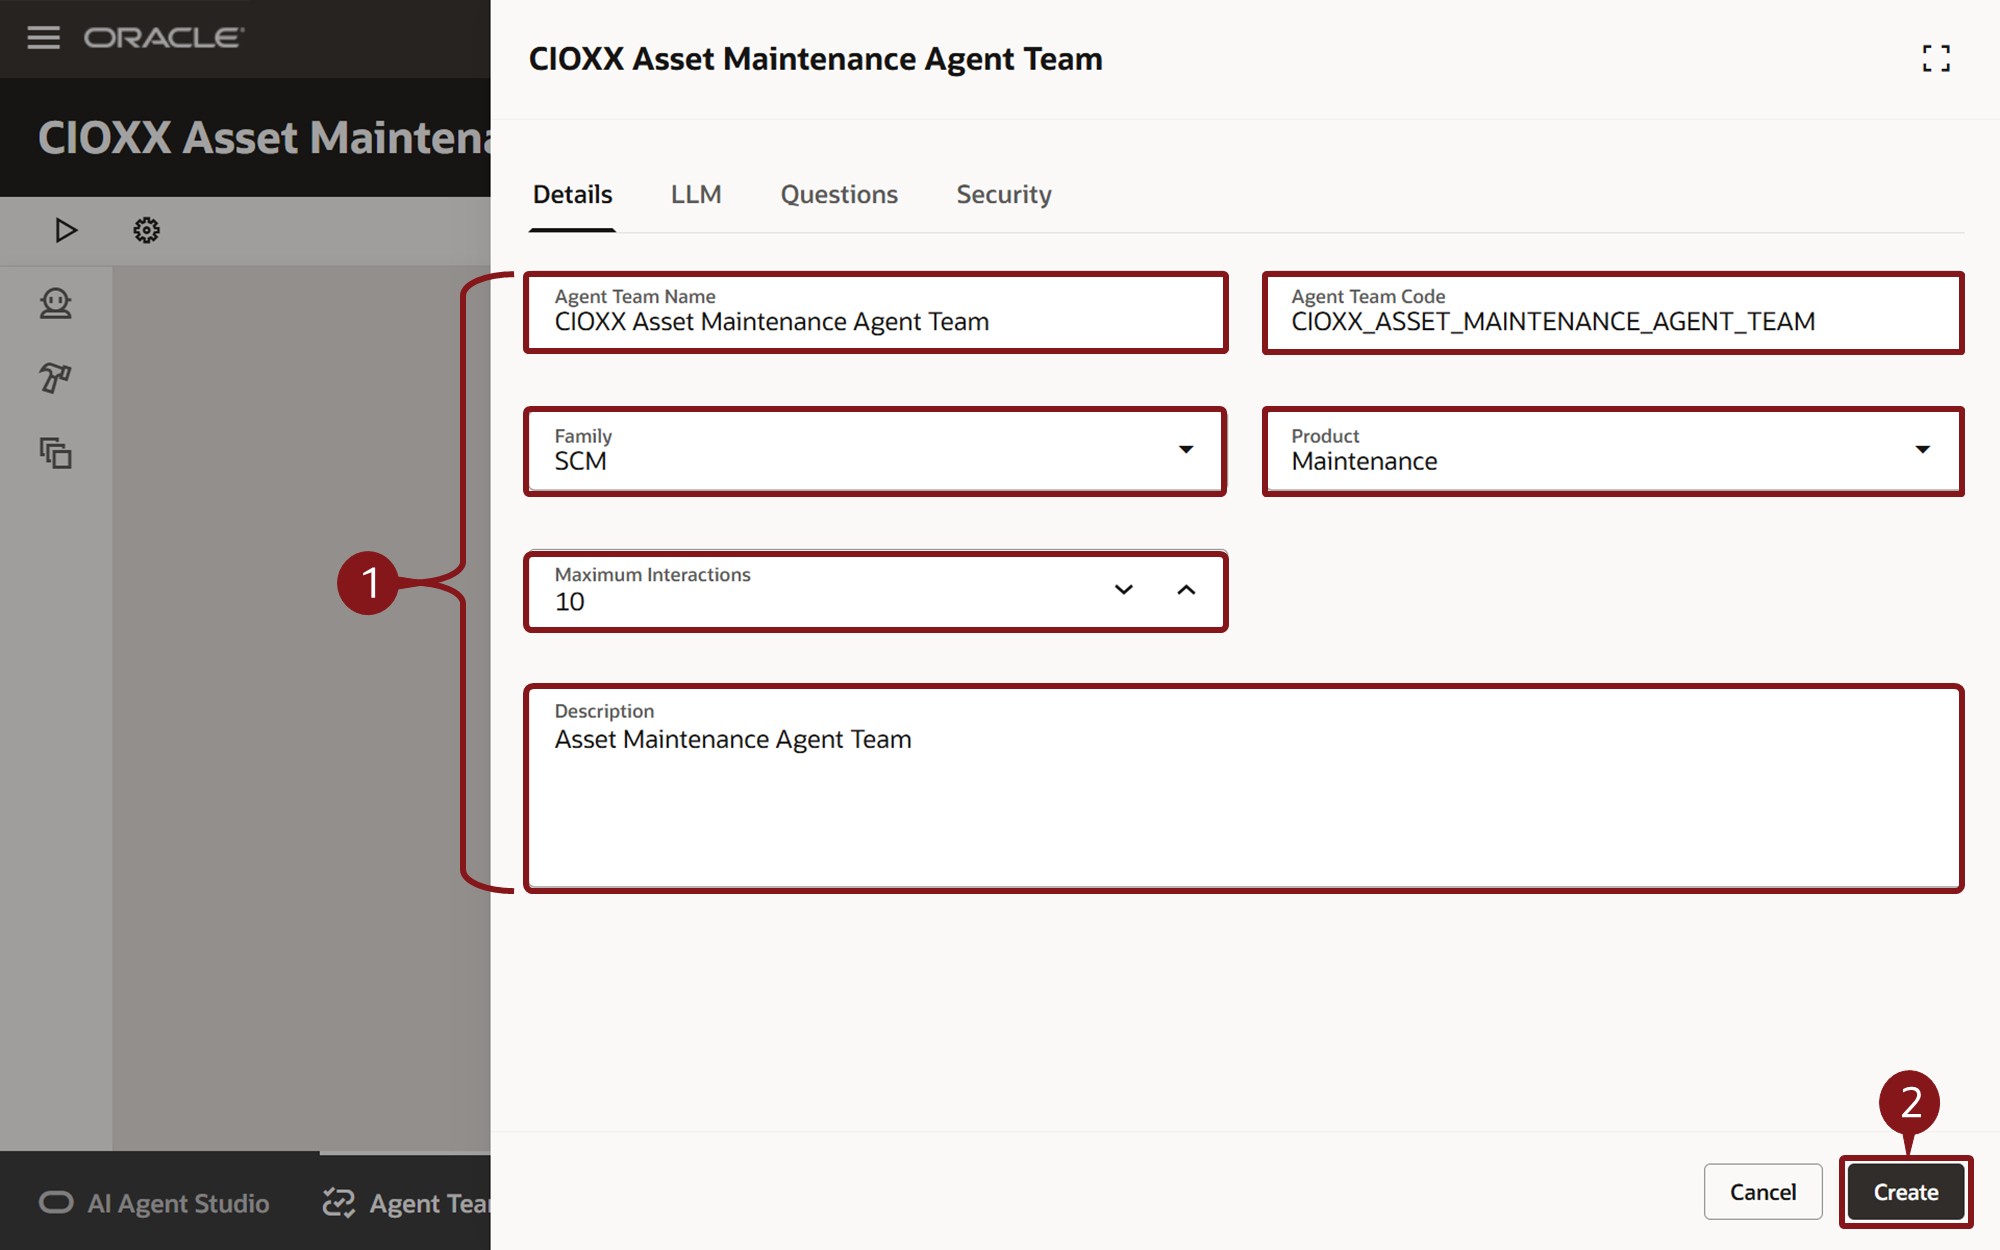 ORACLE
CIOXX Asset Maintena
CIOXX Asset Maintenance Agent Team
Details
LLM
Questions
Security
Agent Team Name
CIOXX Asset Maintenance Agent Team
Agent Team Code
CIOXX_ASSET_MAINTENANCE_AGENT_TEAM
Family
SCM
Product
Maintenance
1
Maximum Interactions
10
Description
Asset Maintenance Agent Team
2
Cancel
Create
AI Agent Studio
Agent Tea